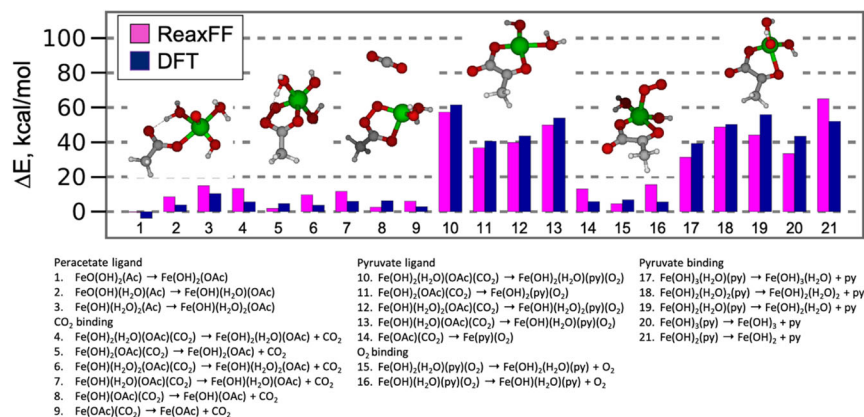 ReaxFF
DFT
ΔE, kcal/mol
100
80
60
40
20
0
1 2 3 4 5 6 7 8 9 10 11 12 13 14 15 16 17 18 19 20 21
Peracetate ligand
1. FeO(OH)₂(Ac) → Fe(OH)₂(OAc)
2. FeO(OH)(H₂O)(Ac) → Fe(OH)(H₂O)(OAc)
3. Fe(OH)(H₂O)₂(Ac) → Fe(OH)(H₂O)₂(OAc)
CO₂ binding
4. Fe(OH)₂(H₂O)(OAc)(CO₂) → Fe(OH)₂(H₂O)(OAc) + CO₂
5. Fe(OH)₂(OAc)(CO₂) → Fe(OH)₂(OAc) + CO₂
6. Fe(OH)(H₂O)₂(OAc)(CO₂) → Fe(OH)(H₂O)₂(OAc) + CO₂
7. Fe(OH)(H₂O)(OAc)(CO₂) → Fe(OH)(H₂O)(OAc) + CO₂
8. Fe(OH)(OAc)(CO₂) → Fe(OH)(OAc) + CO₂
9. Fe(OAc)(CO₂) → Fe(OAc) + CO₂
Pyruvate ligand
10. Fe(OH)₂(H₂O)(OAc)(CO₂) → Fe(OH)₂(H₂O)(py)(O₂)
11. Fe(OH)₂(OAc)(CO₂) → Fe(OH)₂(py)(O₂)
12. Fe(OH)(H₂O)₂(OAc)(CO₂) → Fe(OH)(H₂O)₂(py)(O₂)
13. Fe(OH)(H₂O)(OAc)(CO₂) → Fe(OH)(H₂O)(py)(O₂)
14. Fe(OAc)(CO₂) → Fe(py)(O₂)
O₂ binding
15. Fe(OH)₂(H₂O)(py)(O₂) → Fe(OH)₂(H₂O)(py) + O₂
16. Fe(OH)(H₂O)(py)(O₂) → Fe(OH)(H₂O)(py) + O₂
Pyruvate binding
17. Fe(OH)₃(H₂O)(py) → Fe(OH)₃(H₂O) + py
18. Fe(OH)₂(H₂O)₂(py) → Fe(OH)₂(H₂O)₂ + py
19. Fe(OH)₂(H₂O)(py) → Fe(OH)₂(H₂O) + py
20. Fe(OH)₃(py) → Fe(OH)₃ + py
21. Fe(OH)₂(py) → Fe(OH)₂ + py